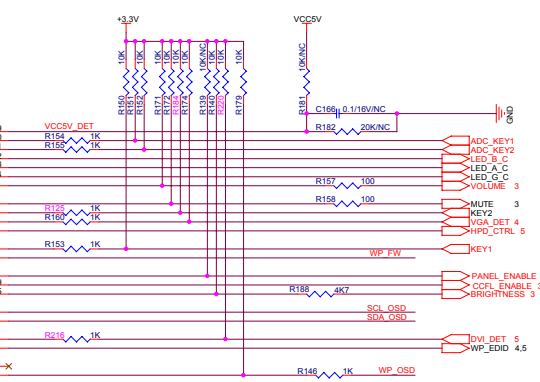 +3.3V
VCC5V
10K 10K 10K 10K 10K 10K 10K 10K/NC 10K 10K 10K 10K/NC
R150 R151 R152 R171 R172 R184 R174 R139 R140 R220 R179 R181
C166 0.1/16V/NC
GND
VCC5V_DET
R182 20K/NC
R154 1K
ADC_KEY1
R155 1K
ADC_KEY2
LED_B_C
LED_A_C
LED_G_C
R157 100
VOLUME 3
R158 100
MUTE 3
R125 1K
KEY2
R160 1K
VGA_DET 4
HPD_CTRL 5
R153 1K
KEY1
WP_FW
PANEL_ENABLE
CCFL_ENABLE 3
R188 4K7
BRIGHTNESS 3
SCL_OSD
SDA_OSD
R216 1K
DVI_DET 5
WP_EDID 4,5
R146 1K
WP_OSD